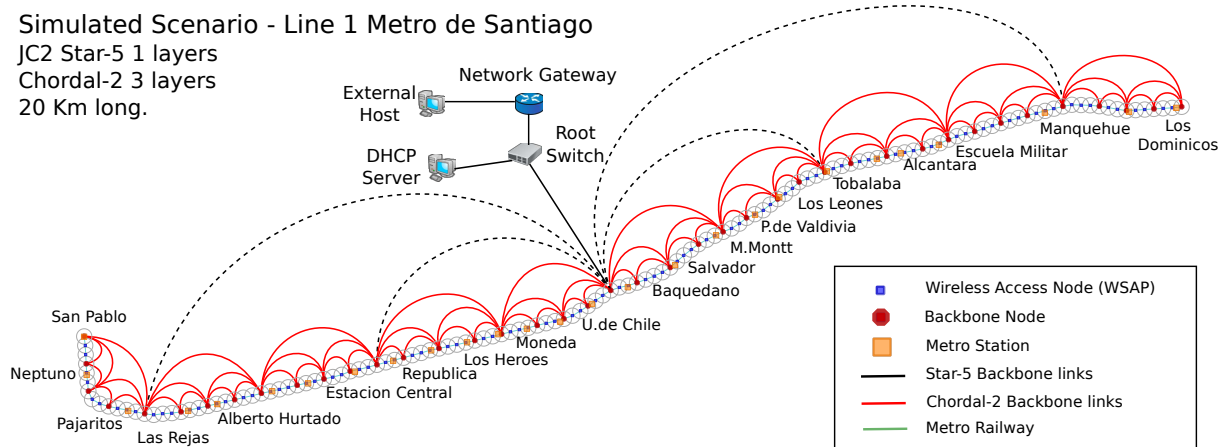 Simulated Scenario - Line 1 Metro de Santiago
JC2 Star-5 1 layers
Chordal-2 3 layers
20 Km long.
Network Gateway
External
Host
Root
Switch
DHCP
Server
Manquehue
Los
Dominicos
Escuela Militar
Alcantara
Tobalaba
Los Leones
P.de Valdivia
M.Montt
Salvador
Baquedano
U.de Chile
Moneda
Los Heroes
Republica
Estacion Central
Alberto Hurtado
Las Rejas
Pajaritos
Neptuno
San Pablo
Wireless Access Node (WSAP)
Backbone Node
Metro Station
Star-5 Backbone links
Chordal-2 Backbone links
Metro Railway